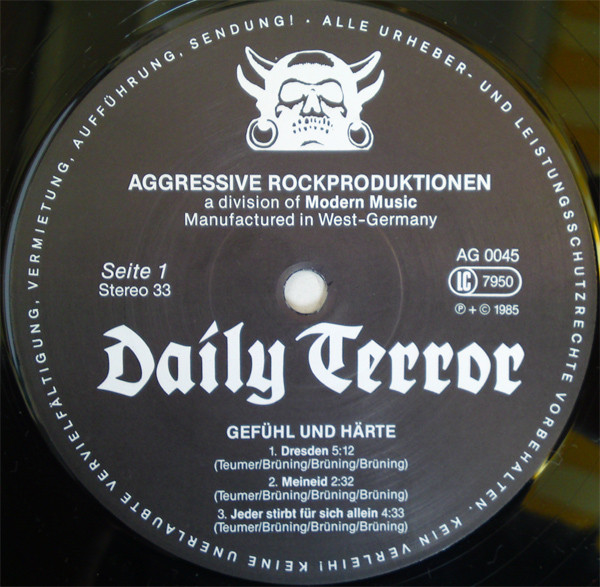 ALLE URHEBER- UND LEISTUNGSSCHUTZRECHTE VORBEHALTEN. KEIN VERLEIH! KEINE UNERLAUBTE VERVIELFÄLTIGUNG, VERMIETUNG, AUFFÜHRUNG, SENDUNG! ·
AGGRESSIVE ROCKPRODUKTIONEN
a division of Modern Music
Manufactured in West-Germany
Seite 1
Stereo 33
AG 0045
LC 7950
℗ + © 1985
Daily Terror
GEFÜHL UND HÄRTE
1. Dresden 5:12
(Teumer/Brüning/Brüning/Brüning)
2. Meineid 2:32
(Teumer/Brüning/Brüning/Brüning)
3. Jeder stirbt für sich allein 4:33
(Teumer/Brüning/Brüning/Brüning)